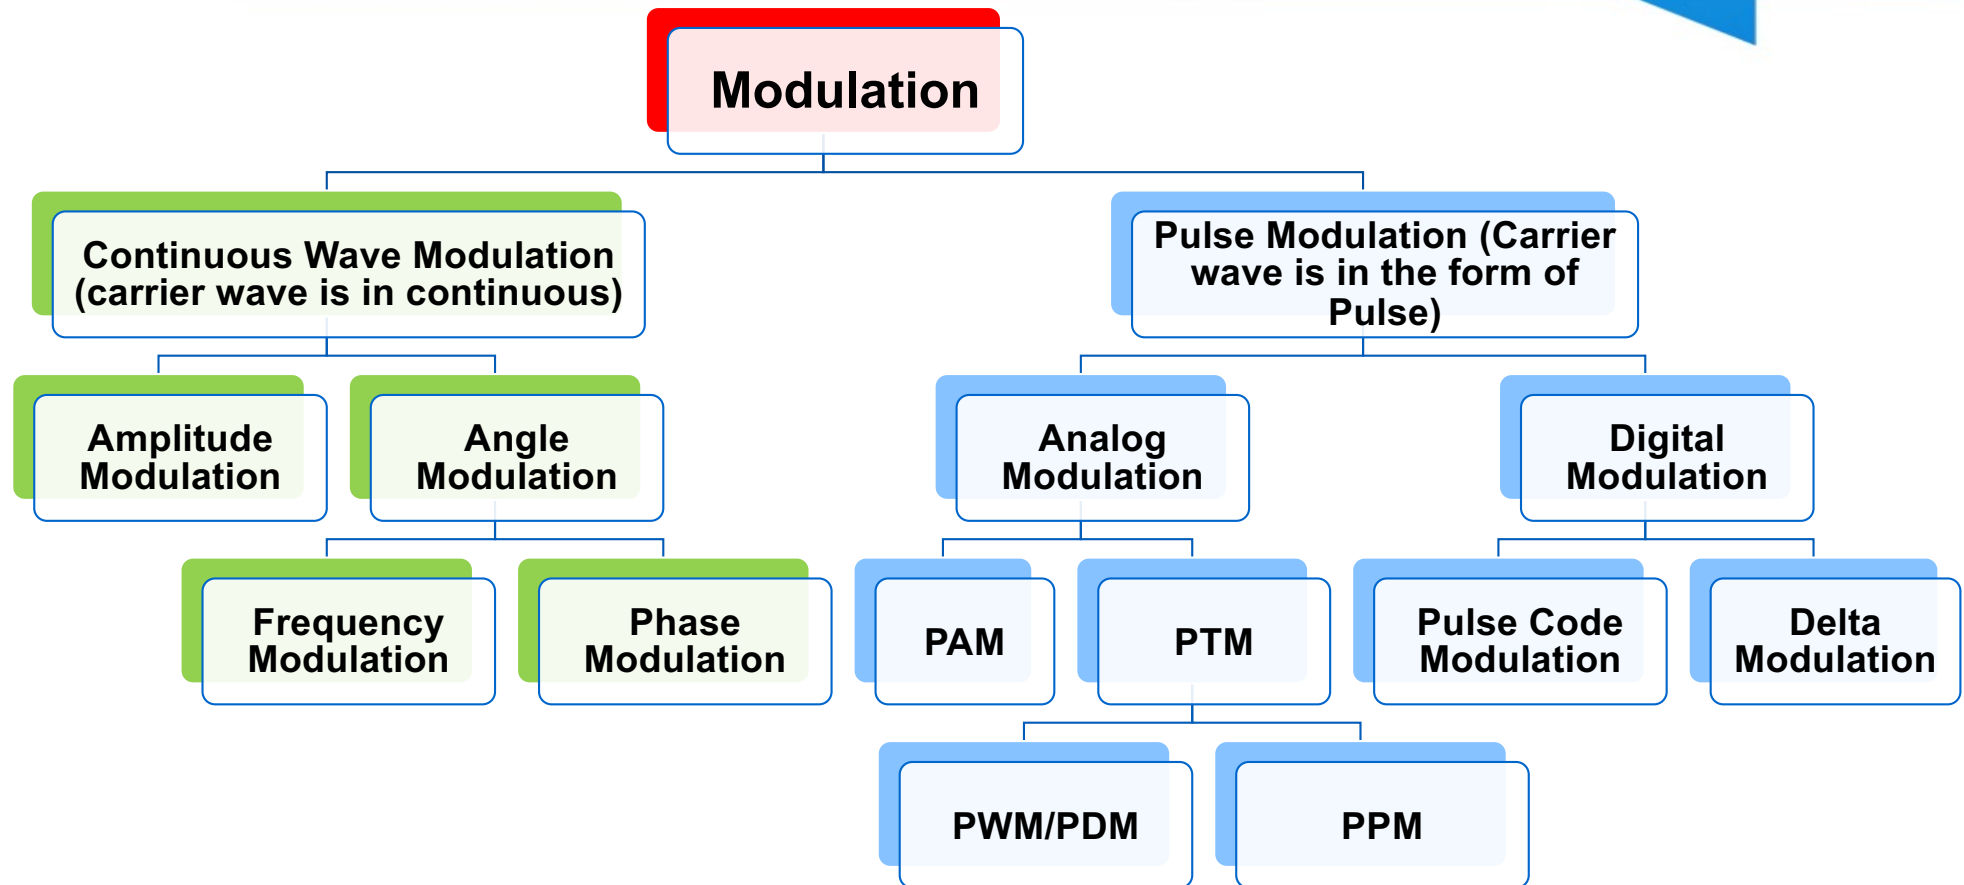 Modulation
Continuous Wave Modulation
(carrier wave is in continuous)
Pulse Modulation (Carrier
wave is in the form of
Pulse)
Amplitude
Modulation
Angle
Modulation
Analog
Modulation
Digital
Modulation
Frequency
Modulation
Phase
Modulation
PAM
PTM
Pulse Code
Modulation
Delta
Modulation
PWM/PDM
PPM